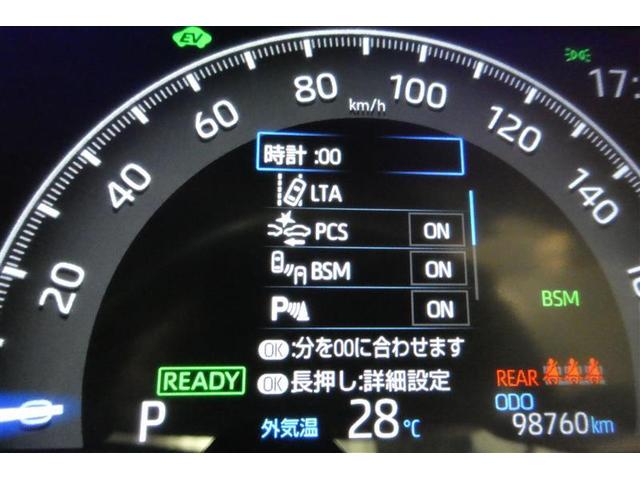 EV
80
100
17:
60
km/h
120
時計 :00
40
140
LTA
PCS ON
20
BSM ON
BSM
P ON
OK :分を00に合わせます
READY
OK 長押し:詳細設定
REAR
ODO
P
外気温 28 ℃
98760 km